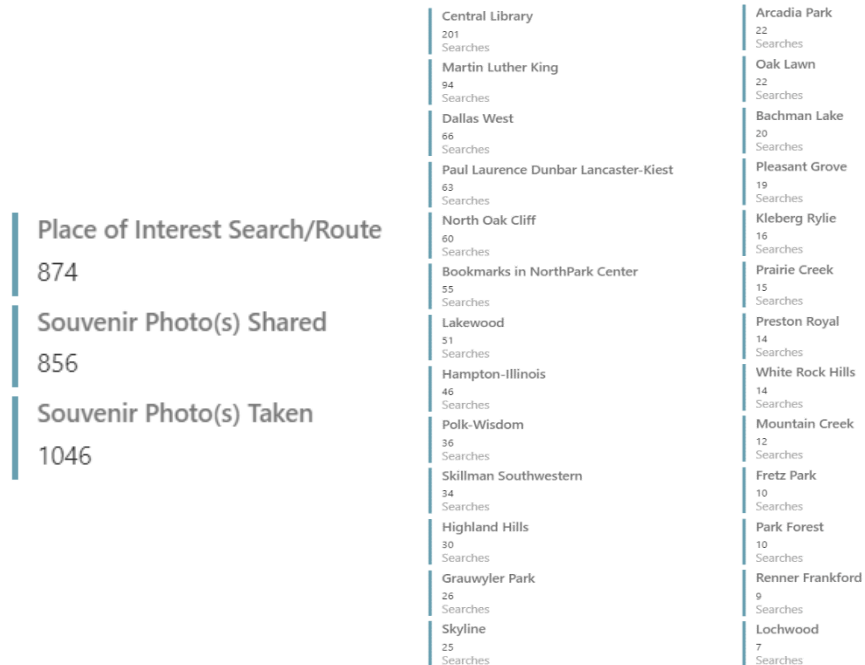 Place of Interest Search/Route
874
Souvenir Photo(s) Shared
856
Souvenir Photo(s) Taken
1046
Central Library
201
Searches
Martin Luther King
94
Searches
Dallas West
66
Searches
Paul Laurence Dunbar Lancaster-Kiest
63
Searches
North Oak Cliff
60
Searches
Bookmarks in NorthPark Center
55
Searches
Lakewood
51
Searches
Hampton-Illinois
46
Searches
Polk-Wisdom
36
Searches
Skillman Southwestern
34
Searches
Highland Hills
30
Searches
Grauwyler Park
26
Searches
Skyline
25
Searches
Arcadia Park
22
Searches
Oak Lawn
22
Searches
Bachman Lake
20
Searches
Pleasant Grove
19
Searches
Kleberg Rylie
16
Searches
Prairie Creek
15
Searches
Preston Royal
14
Searches
White Rock Hills
14
Searches
Mountain Creek
12
Searches
Fretz Park
10
Searches
Park Forest
10
Searches
Renner Frankford
9
Searches
Lochwood
7
Searches